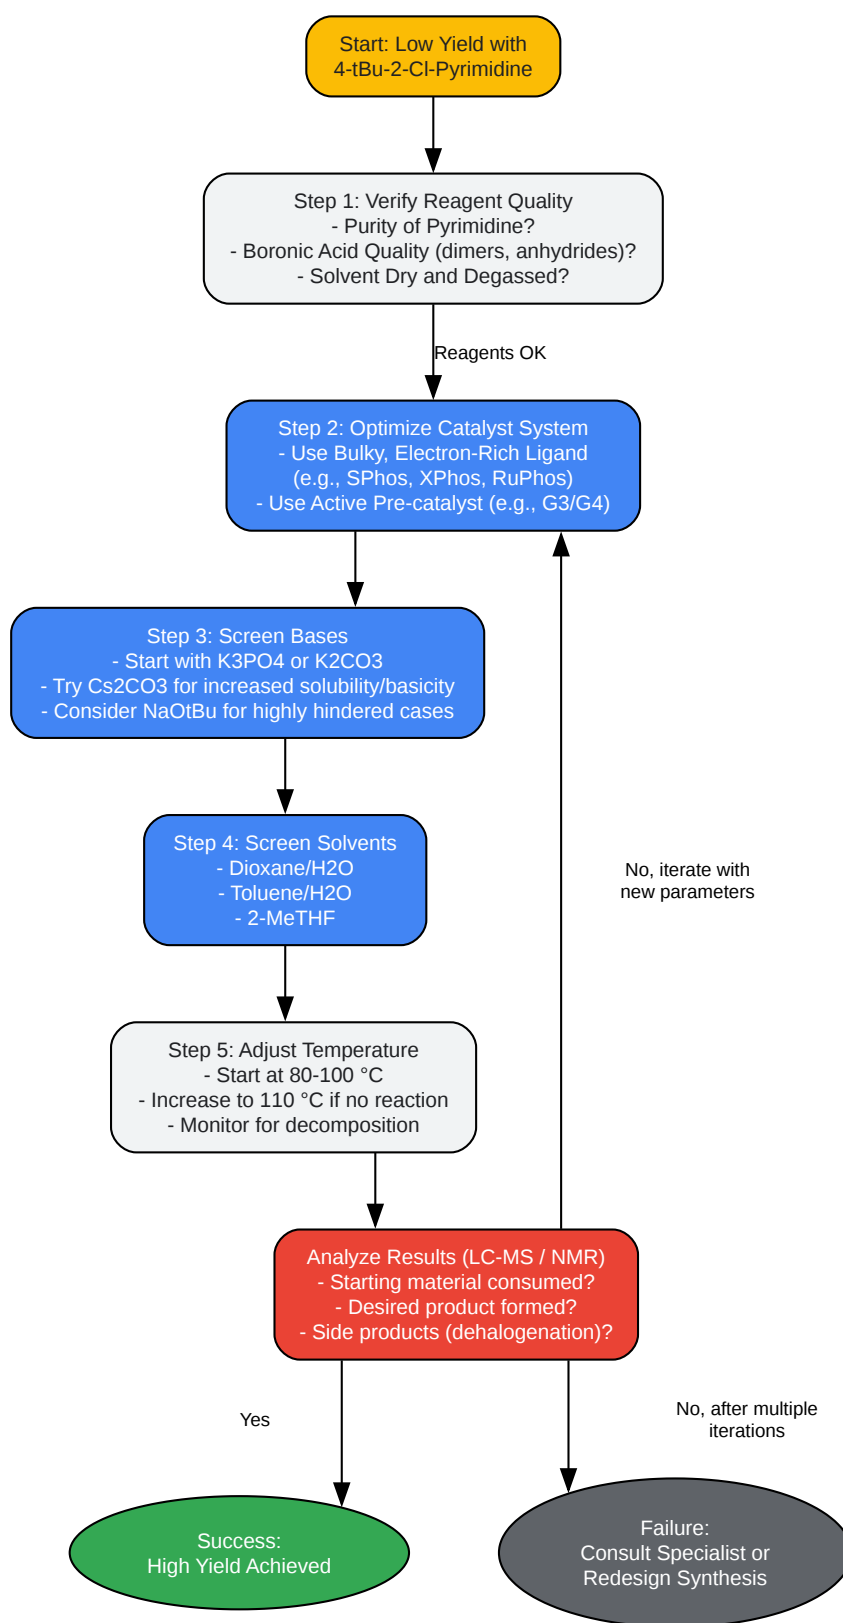 Start: Low Yield with
4-tBu-2-Cl-Pyrimidine
Step 1: Verify Reagent Quality
- Purity of Pyrimidine?
- Boronic Acid Quality (dimers, anhydrides)?
- Solvent Dry and Degassed?
Reagents OK
Step 2: Optimize Catalyst System
- Use Bulky, Electron-Rich Ligand
(e.g., SPhos, XPhos, RuPhos)
- Use Active Pre-catalyst (e.g., G3/G4)
Step 3: Screen Bases
- Start with K3PO4 or K2CO3
- Try Cs2CO3 for increased solubility/basicity
- Consider NaOtBu for highly hindered cases
Step 4: Screen Solvents
- Dioxane/H2O
- Toluene/H2O
- 2-MeTHF
No, iterate with
new parameters
Step 5: Adjust Temperature
- Start at 80-100 °C
- Increase to 110 °C if no reaction
- Monitor for decomposition
Analyze Results (LC-MS / NMR)
- Starting material consumed?
- Desired product formed?
- Side products (dehalogenation)?
Yes
No, after multiple
iterations
Success:
High Yield Achieved
Failure:
Consult Specialist or
Redesign Synthesis